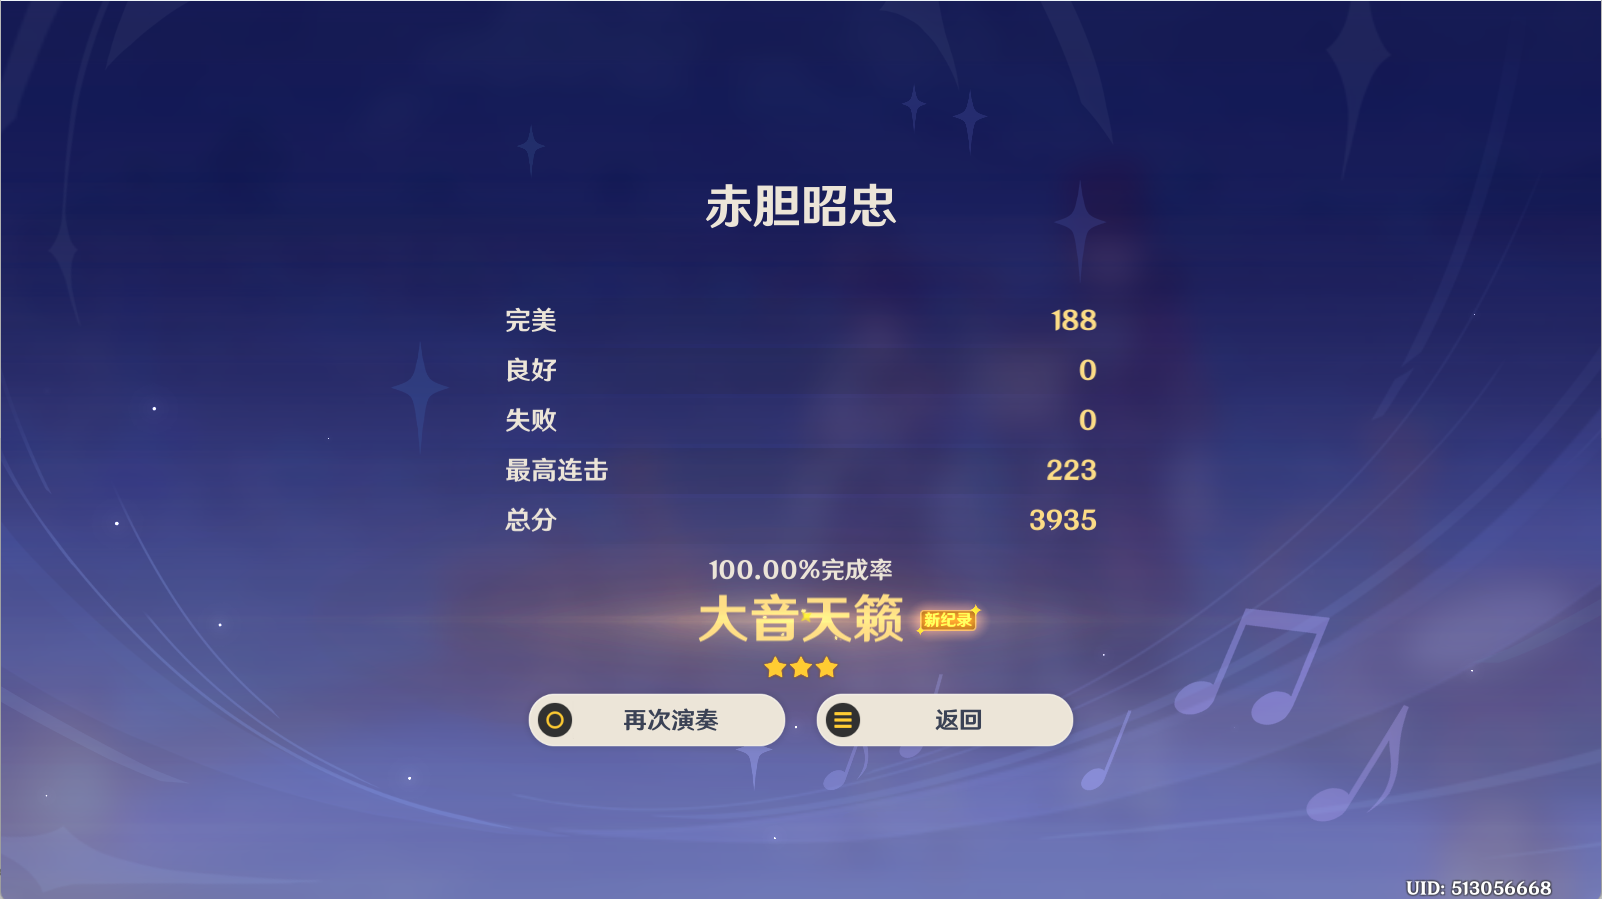 赤胆昭忠
完美 188
良好 0
失败 0
最高连击 223
总分 3935
100.00%完成率
大音天籁 新纪录
再次演奏 返回
UID: 513056668